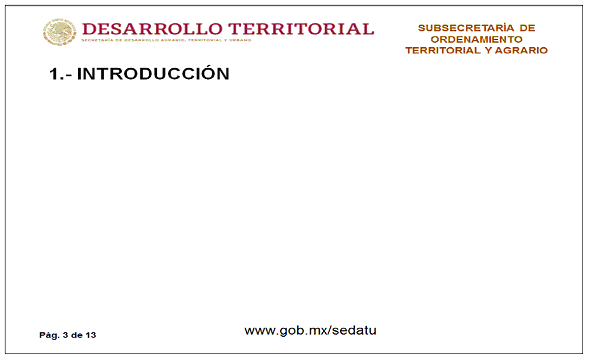 DESARROLLO TERRITORIAL
SECRETARÍA DE DESARROLLO AGRARIO, TERRITORIAL Y URBANO
SUBSECRETARÍA DE
ORDENAMIENTO
TERRITORIAL Y AGRARIO
1.- INTRODUCCIÓN
Pág. 3 de 13
www.gob.mx/sedatu